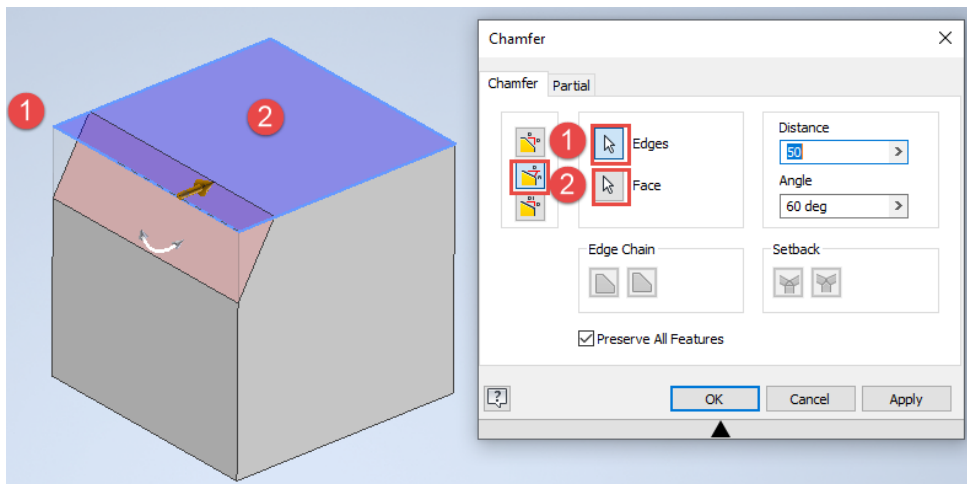 Chamfer
Chamfer Partial
1
2
1 Edges
2 Face
Distance
50
Angle
60 deg
Edge Chain
Setback
Preserve All Features
?
OK Cancel Apply